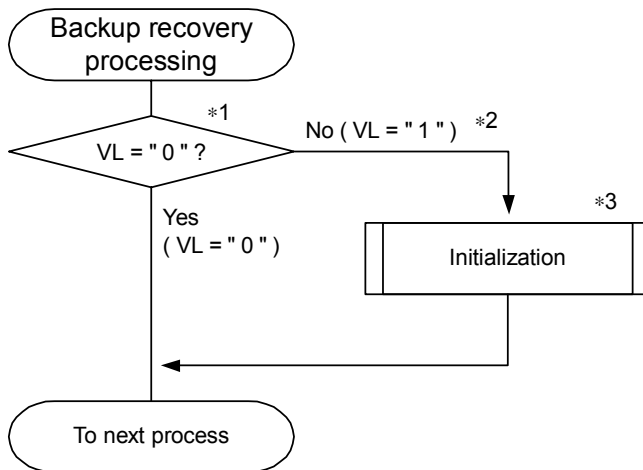 Backup recovery
processing
*1
VL = " 0 " ?
No ( VL = " 1 " )
*2
Yes
( VL = " 0 " )
*3
Initialization
To next process